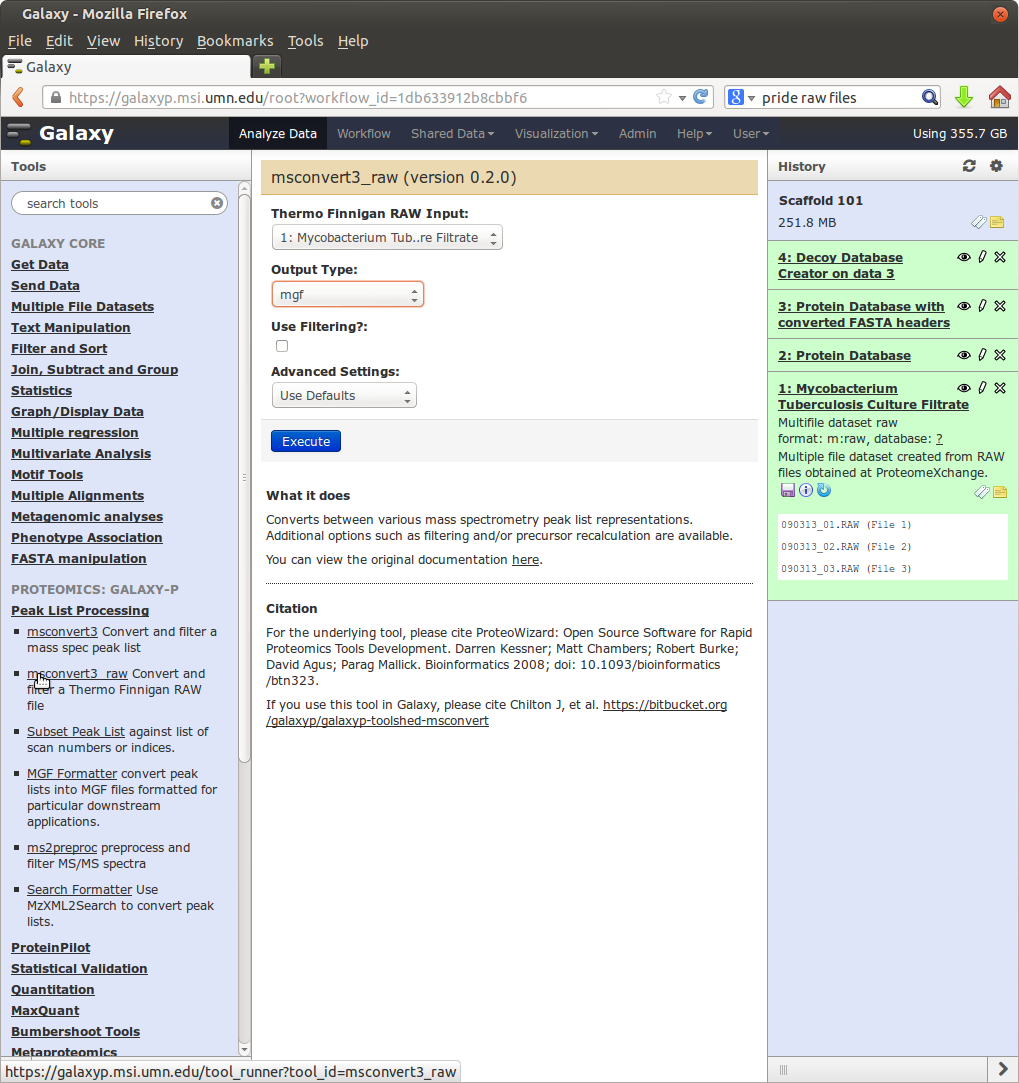 Galaxy - Mozilla Firefox
File Edit View History Bookmarks Tools Help
Galaxy
https://galaxyp.msi.umn.edu/root?workflow_id=1db633912b8cbbf6
pride raw files
Galaxy
Analyze Data Workflow Shared Data Visualization Admin Help User
Using 355.7 GB
Tools
search tools
GALAXY CORE
Get Data
Send Data
Multiple File Datasets
Text Manipulation
Filter and Sort
Join, Subtract and Group
Statistics
Graph/Display Data
Multiple regression
Multivariate Analysis
Motif Tools
Multiple Alignments
Metagenomic analyses
Phenotype Association
FASTA manipulation
PROTEOMICS: GALAXY-P
Peak List Processing
msconvert3 Convert and filter a
mass spec peak list
msconvert3_raw Convert and
filter a Thermo Finnigan RAW
file
Subset Peak List against list of
scan numbers or indices.
MGF Formatter convert peak
lists into MGF files formatted for
particular downstream
applications.
ms2preproc preprocess and
filter MS/MS spectra
Search Formatter Use
MzXML2Search to convert peak
lists.
ProteinPilot
Statistical Validation
Quantitation
MaxQuant
Bumbershoot Tools
Metaproteomics
https://galaxyp.msi.umn.edu/tool_runner?tool_id=msconvert3_raw
msconvert3_raw (version 0.2.0)
Thermo Finnigan RAW Input:
1: Mycobacterium Tub..re Filtrate
Output Type:
mgf
Use Filtering?:
Advanced Settings:
Use Defaults
Execute
What it does
Converts between various mass spectrometry peak list representations.
Additional options such as filtering and/or precursor recalculation are available.
You can view the original documentation here.
Citation
For the underlying tool, please cite ProteoWizard: Open Source Software for Rapid
Proteomics Tools Development. Darren Kessner; Matt Chambers; Robert Burke;
David Agus; Parag Mallick. Bioinformatics 2008; doi: 10.1093/bioinformatics
/btn323.
If you use this tool in Galaxy, please cite Chilton J, et al. https://bitbucket.org
/galaxyp/galaxyp-toolshed-msconvert
History
Scaffold 101
251.8 MB
4: Decoy Database
Creator on data 3
3: Protein Database with
converted FASTA headers
2: Protein Database
1: Mycobacterium
Tuberculosis Culture Filtrate
Multifile dataset raw
format: m:raw, database: ?
Multiple file dataset created from RAW
files obtained at ProteomeXchange.
090313_01.RAW (File 1)
090313_02.RAW (File 2)
090313_03.RAW (File 3)